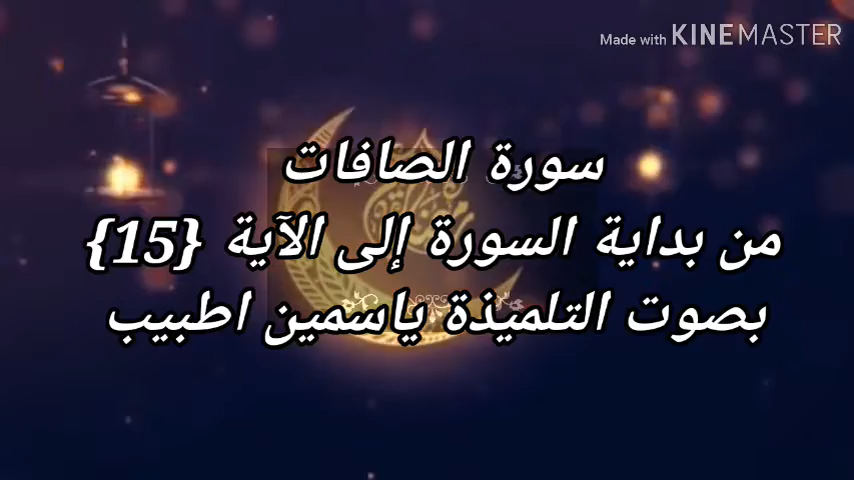 Made with KINEMASTER
سورة الصافات
من بداية السورة إلى الآية {15}
بصوت التلميذة ياسمين اطبيب